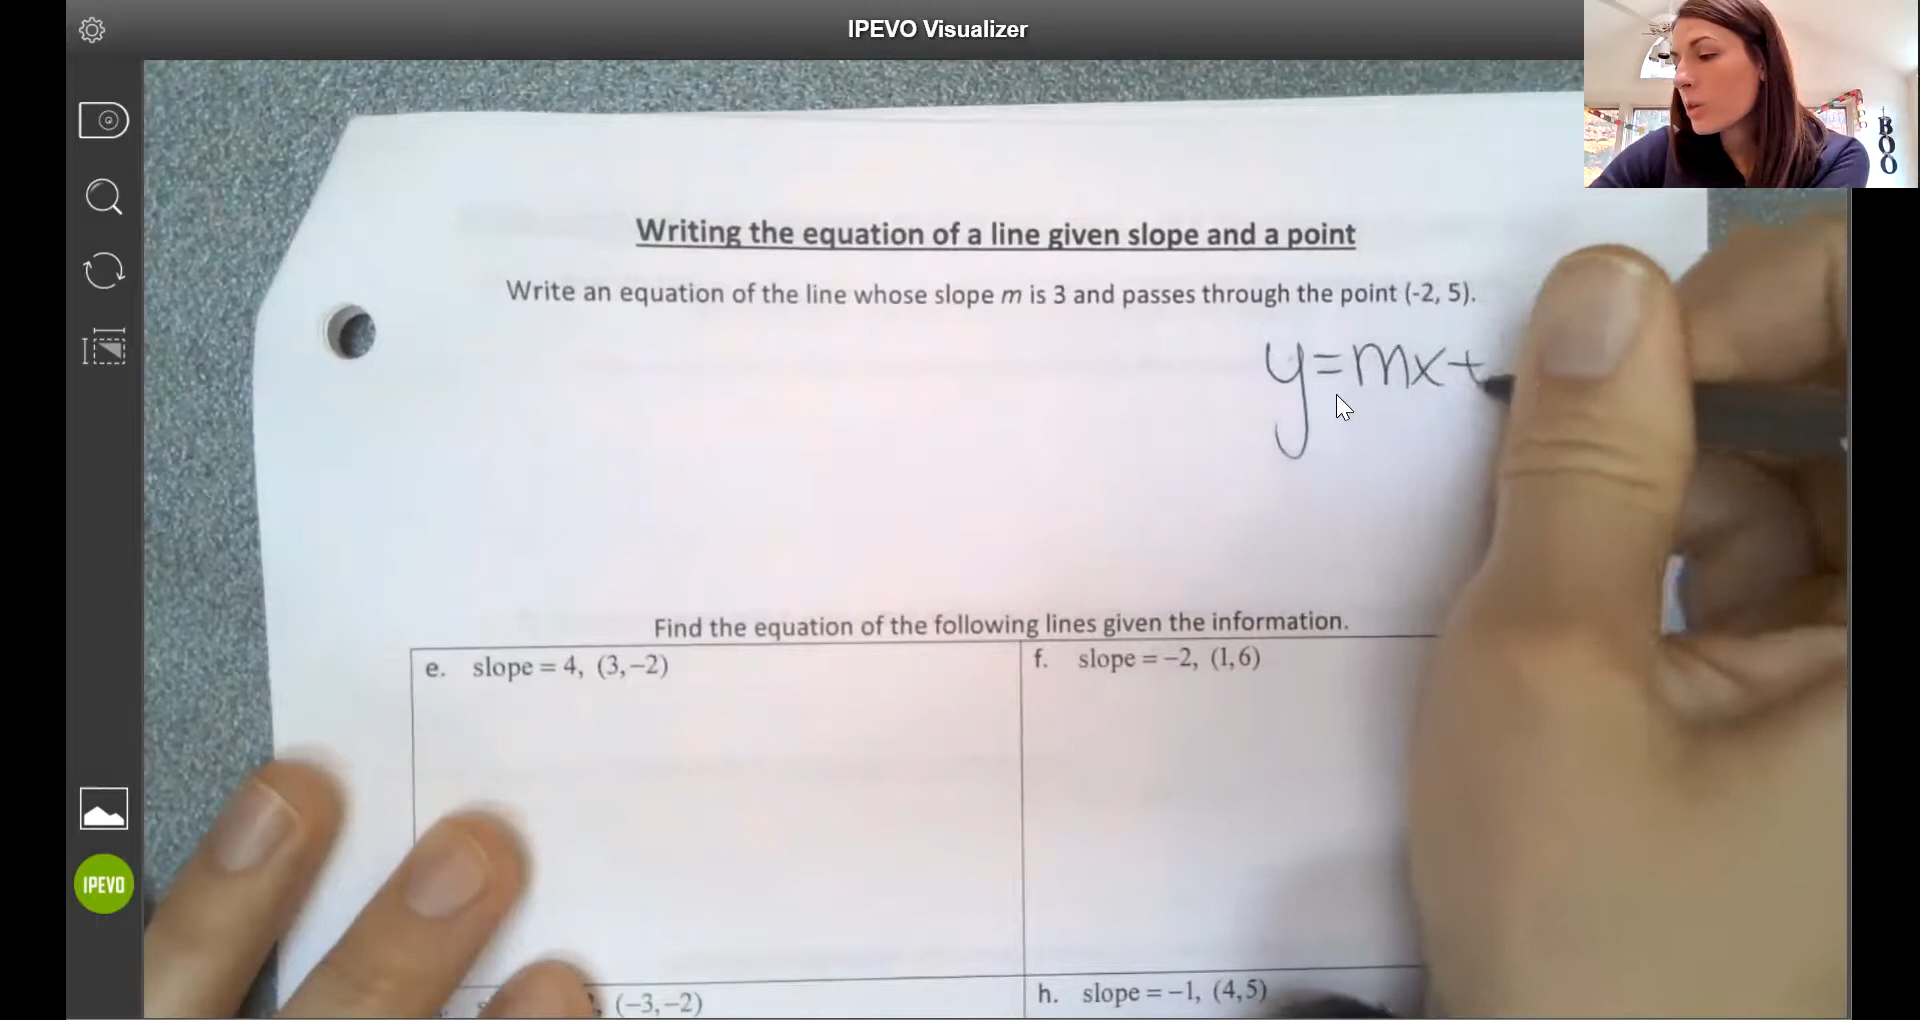 IPEVO Visualizer
BOO
Writing the equation of a line given slope and a point
Write an equation of the line whose slope m is 3 and passes through the point (-2, 5).
y=mx+
Find the equation of the following lines given the information.
e. slope = 4, (3,−2)
f. slope = −2, (1,6)
(−3,−2)
h. slope = −1, (4,5)
IPEVO